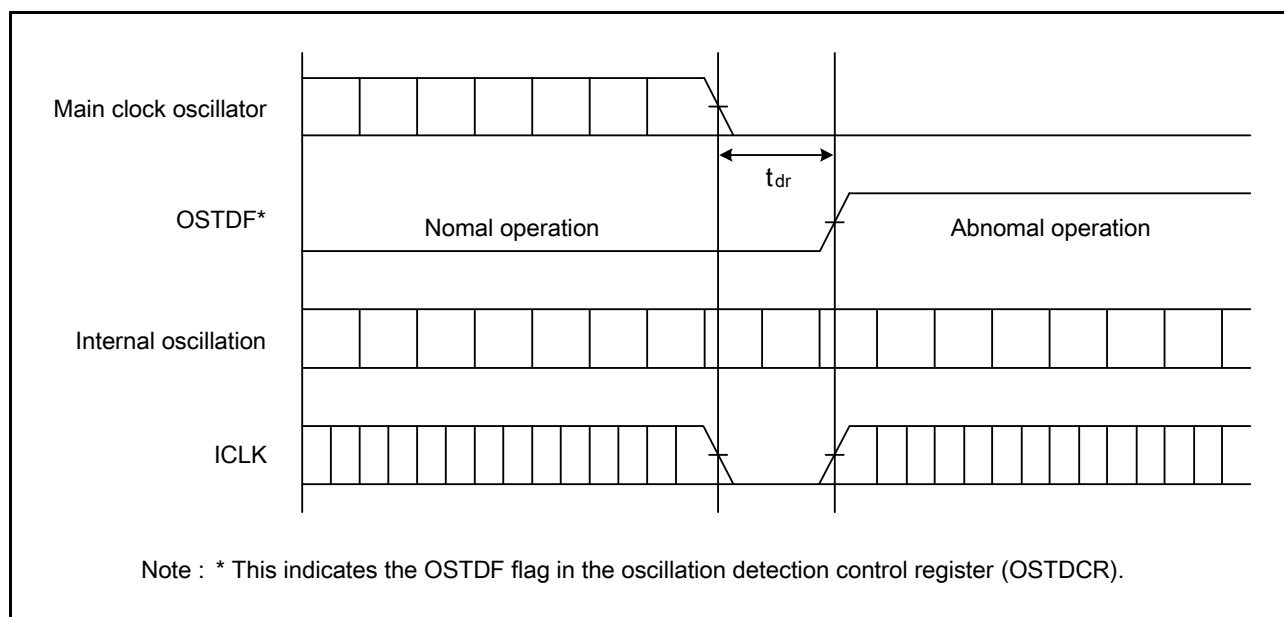 Main clock oscillator
tdr
OSTDF*
Nomal operation
Abnomal operation
Internal oscillation
ICLK
Note : * This indicates the OSTDF flag in the oscillation detection control register (OSTDCR).